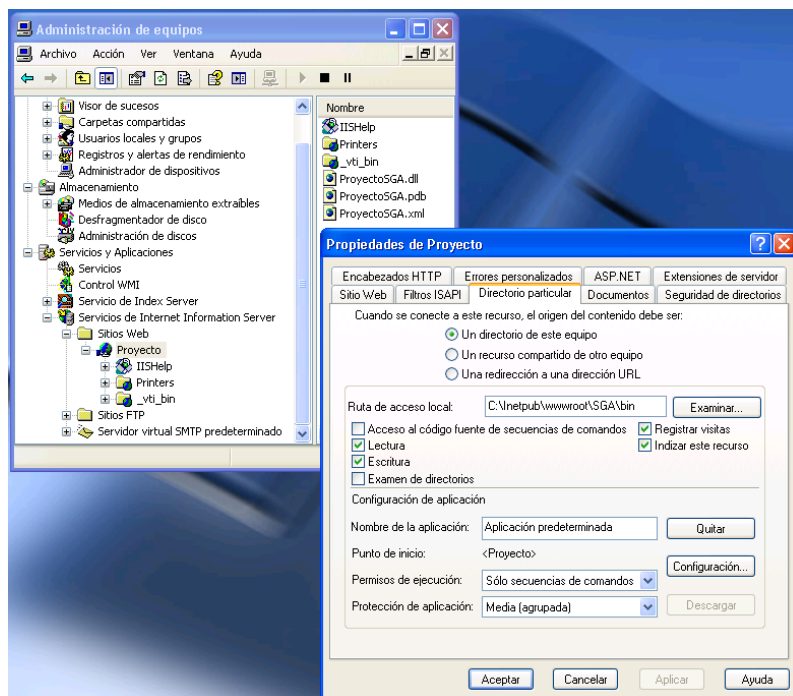 Administración de equipos
Archivo Acción Ver Ventana Ayuda
Visor de sucesos
Carpetas compartidas
Usuarios locales y grupos
Registros y alertas de rendimiento
Administrador de dispositivos
Almacenamiento
Medios de almacenamiento extraíbles
Desfragmentador de disco
Administración de discos
Servicios y Aplicaciones
Servicios
Control WMI
Servicio de Index Server
Servicios de Internet Information Server
Sitios Web
Proyecto
IISHelp
Printers
_vti_bin
Sitios FTP
Servidor virtual SMTP predeterminado
Nombre
IISHelp
Printers
_vti_bin
ProyectoSGA.dll
ProyectoSGA.pdb
ProyectoSGA.xml
Propiedades de Proyecto
Encabezados HTTP Errores personalizados ASP.NET Extensiones de servidor
Sitio Web Filtros ISAPI Directorio particular Documentos Seguridad de directorios
Cuando se conecte a este recurso, el origen del contenido debe ser:
Un directorio de este equipo
Un recurso compartido de otro equipo
Una redirección a una dirección URL
Ruta de acceso local: C:\Inetpub\wwwroot\SGA\bin Examinar...
Acceso al código fuente de secuencias de comandos Registrar visitas
Lectura Indizar este recurso
Escritura
Examen de directorios
Configuración de aplicación
Nombre de la aplicación: Aplicación predeterminada Quitar
Punto de inicio: <Proyecto>
Configuración...
Permisos de ejecución: Sólo secuencias de comandos
Protección de aplicación: Media (agrupada) Descargar
Aceptar Cancelar Aplicar Ayuda